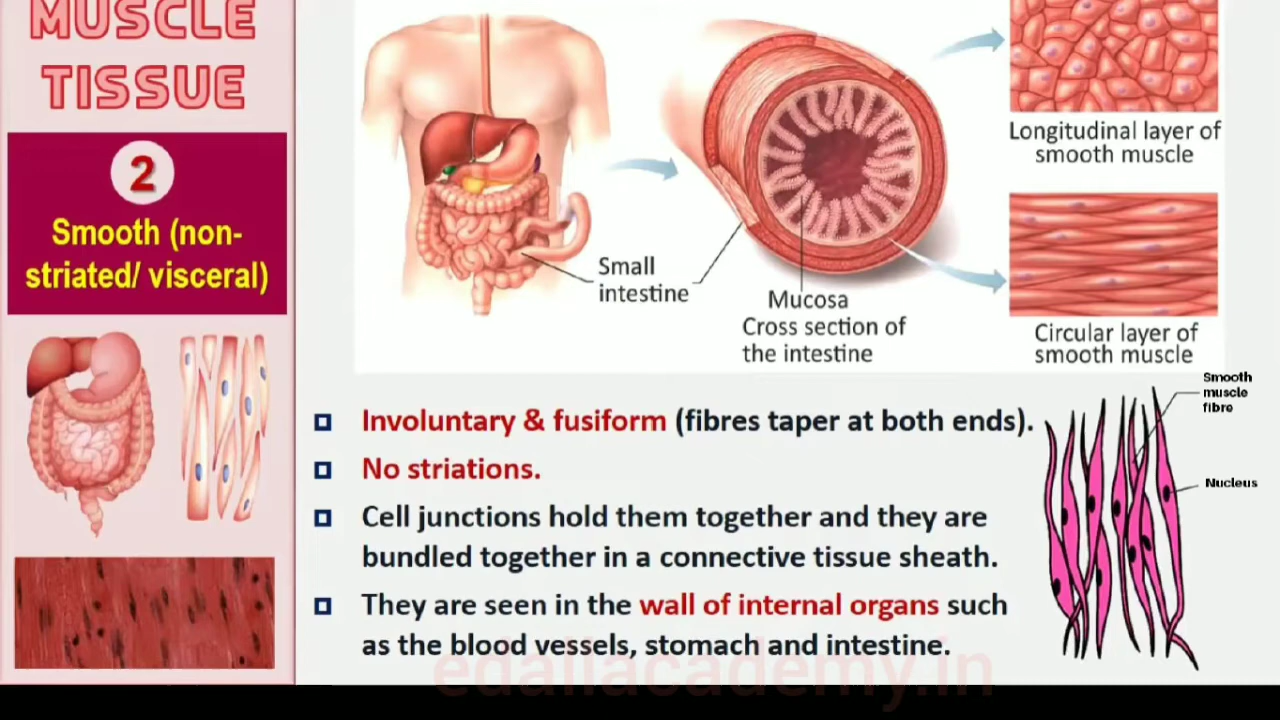 MUSCLE
TISSUE
2
Smooth (non-
striated/ visceral)
Small
intestine
Mucosa
Cross section of
the intestine
Longitudinal layer of
smooth muscle
Circular layer of
smooth muscle
Involuntary & fusiform (fibres taper at both ends).
No striations.
Cell junctions hold them together and they are
bundled together in a connective tissue sheath.
They are seen in the wall of internal organs such
as the blood vessels, stomach and intestine.
Smooth
muscle
fibre
Nucleus
edaliacademy.in